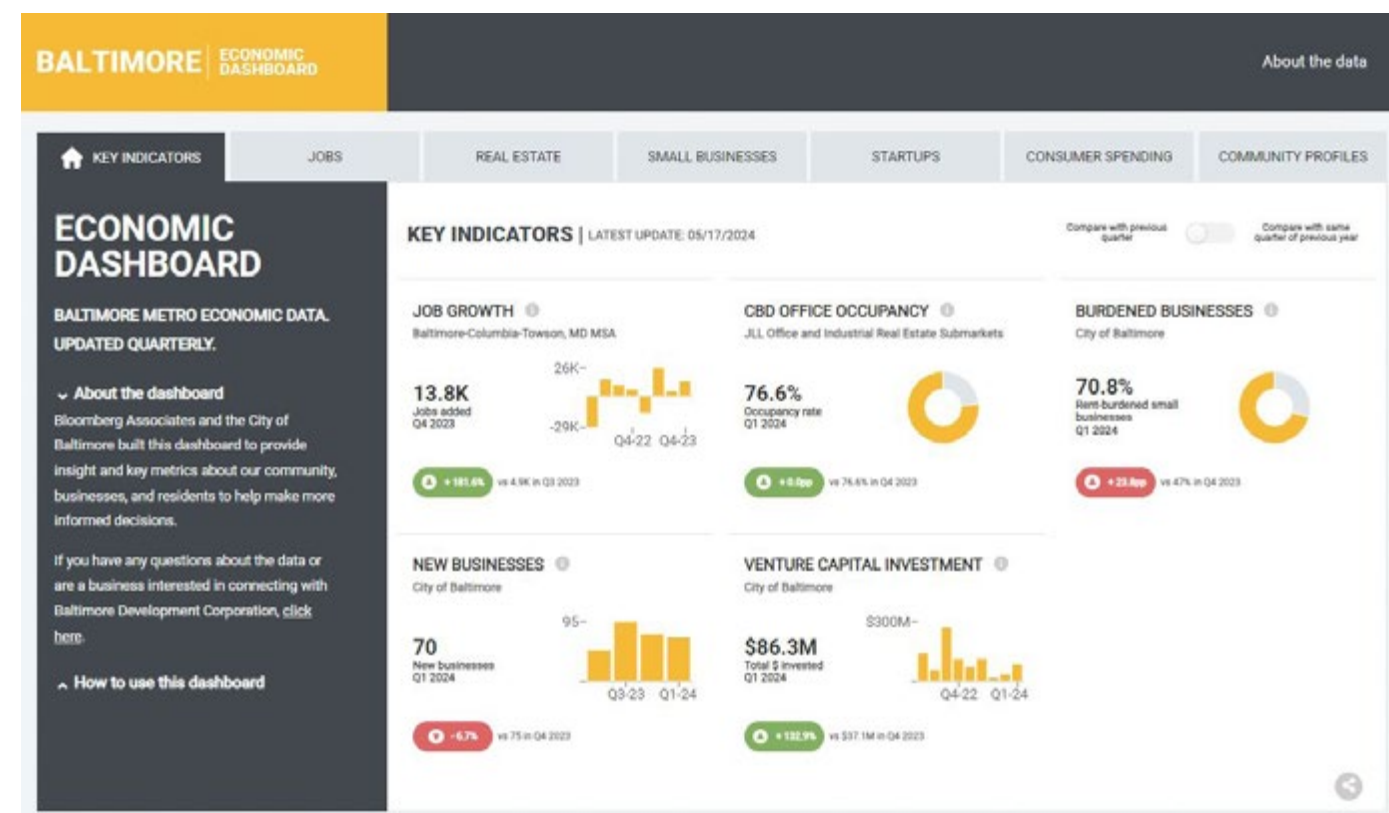 BALTIMORE
ECONOMIC
DASHBOARD
About the data
KEY INDICATORS
JOBS
REAL ESTATE
SMALL BUSINESSES
STARTUPS
CONSUMER SPENDING
COMMUNITY PROFILES
ECONOMIC
DASHBOARD
BALTIMORE METRO ECONOMIC DATA.
UPDATED QUARTERLY.
About the dashboard
Bloomberg Associates and the City of
Baltimore built this dashboard to provide
insight and key metrics about our community,
businesses, and residents to help make more
informed decisions.
If you have any questions about the data or
are a business interested in connecting with
Baltimore Development Corporation, click
here.
How to use this dashboard
KEY INDICATORS | LATEST UPDATE: 05/17/2024
Compare with previous
quarter
Compare with same
quarter of previous year
JOB GROWTH
Baltimore-Columbia-Towson, MD MSA
13.8K
Jobs added
Q4 2023
26K-
-29K-
Q4-22 Q4-23
+ 181.6% vs 4.9K in Q3 2023
CBD OFFICE OCCUPANCY
JLL Office and Industrial Real Estate Submarkets
76.6%
Occupancy rate
Q1 2024
+ 0.0pp vs 76.6% in Q4 2023
BURDENED BUSINESSES
City of Baltimore
70.8%
Rent-burdened small
businesses
Q1 2024
+ 23.8pp vs 47% in Q4 2023
NEW BUSINESSES
City of Baltimore
70
New businesses
Q1 2024
95-
Q3-23 Q1-24
- 6.7% vs 75 in Q4 2023
VENTURE CAPITAL INVESTMENT
City of Baltimore
$86.3M
Total $ invested
Q1 2024
$300M-
Q4-22 Q1-24
+ 132.9% vs $37.1M in Q4 2023